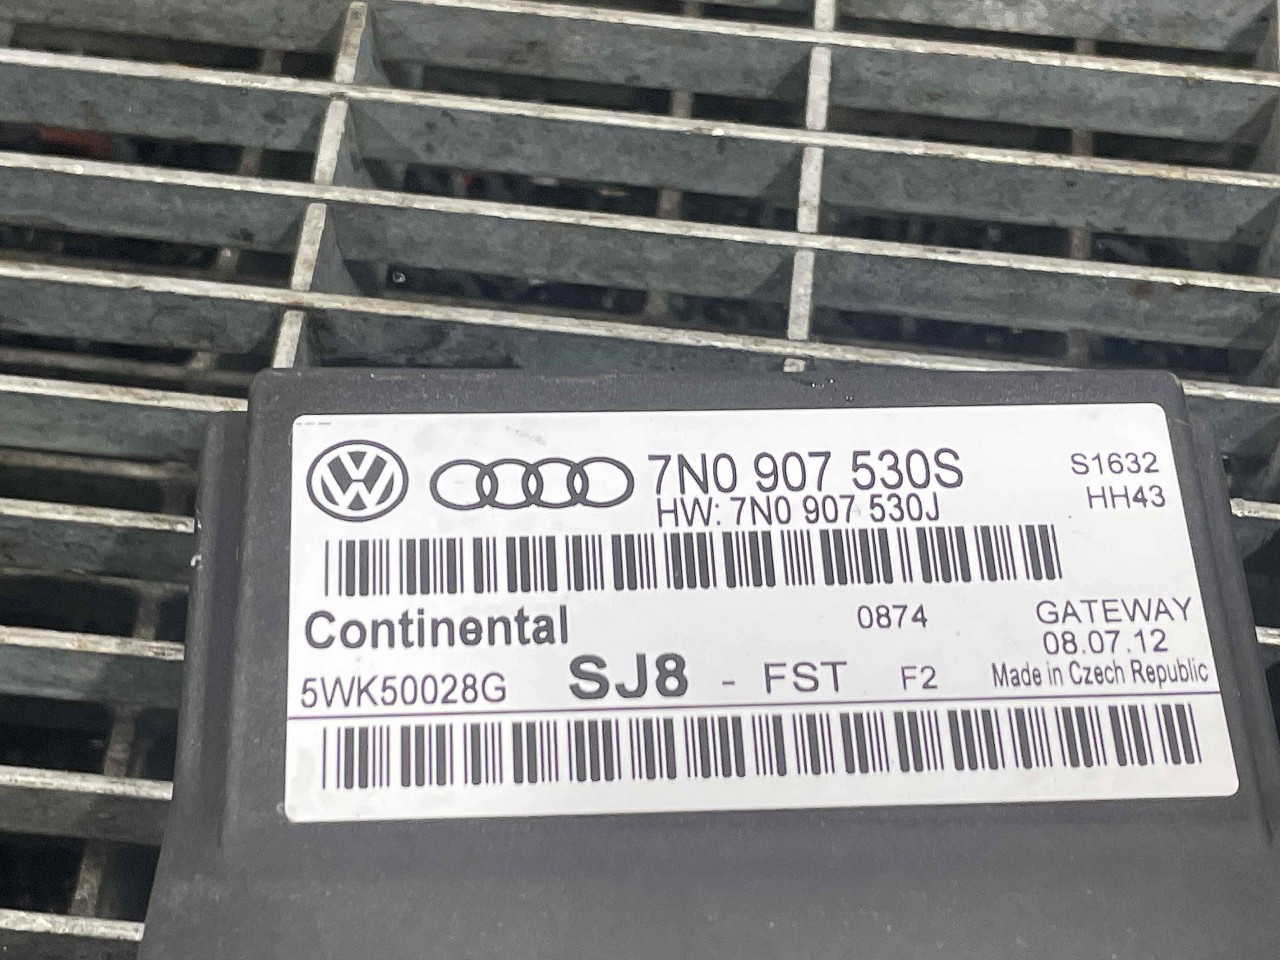 7N0 907 530S
HW: 7N0 907 530J
S1632
HH43
Continental
0874
GATEWAY
08.07.12
5WK50028G
SJ8 - FST F2
Made in Czech Republic